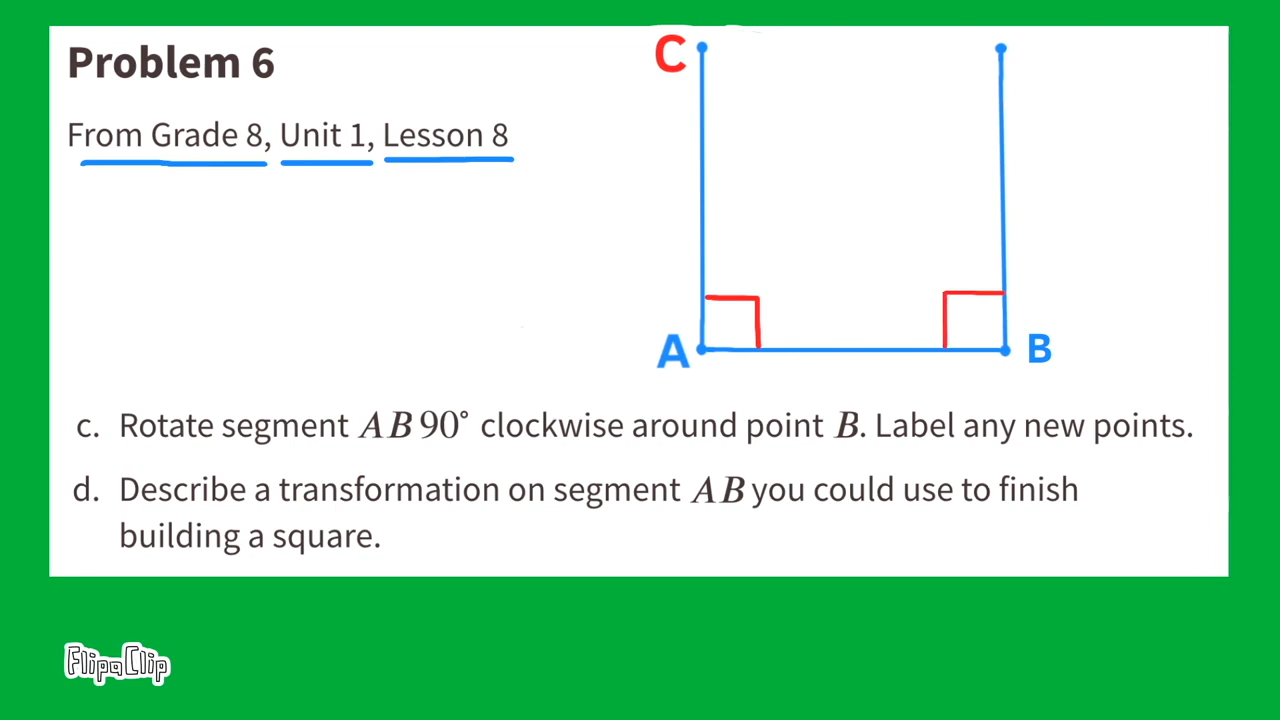 Problem 6
From Grade 8, Unit 1, Lesson 8
C
A
B
c. Rotate segment AB 90° clockwise around point B. Label any new points.
d. Describe a transformation on segment AB you could use to finish
building a square.
FlipaClip